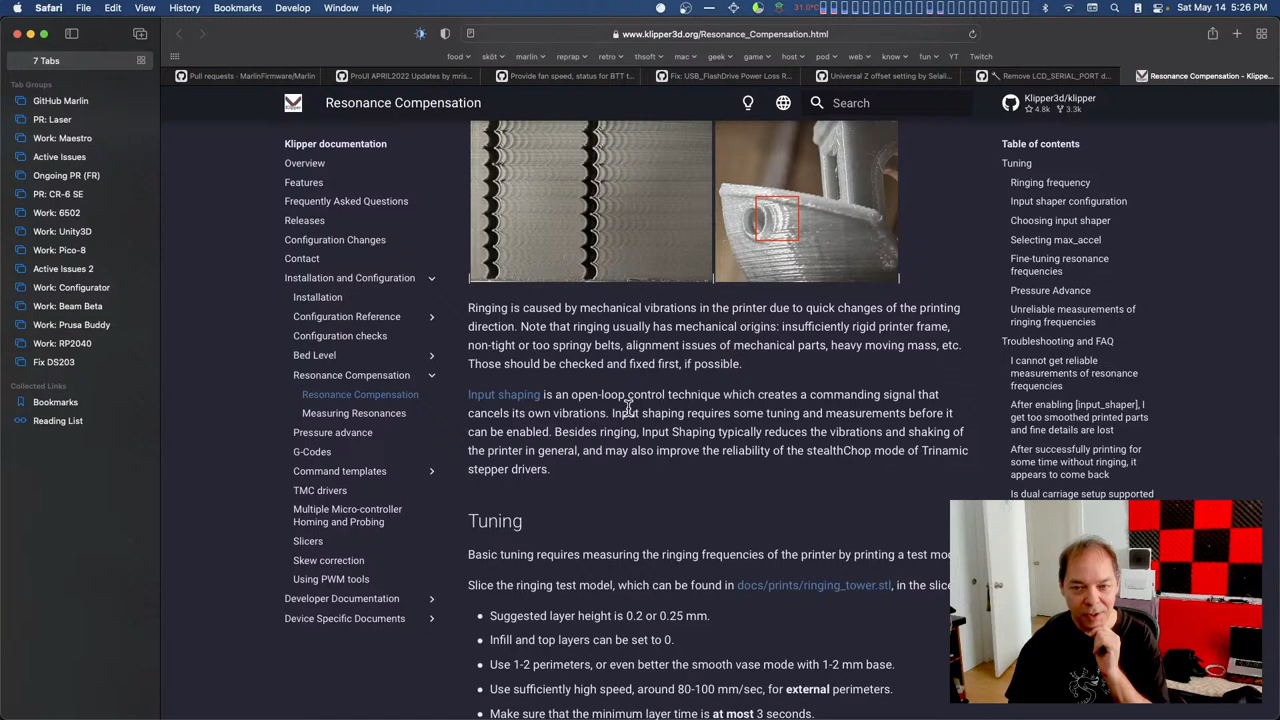 Safari File Edit View History Bookmarks Develop Window Help
31.0°C
Sat May 14 5:26 PM
7 Tabs
www.klipper3d.org/Resonance_Compensation.html
food sköt marlin reprap retro thsoft mac geek game host pod web know fun YT Twitch
Pull requests · MarlinFirmware/Marlin
ProUI APRIL2022 Updates by mris...
Provide fan speed, status for BTT t...
Fix: USB_FlashDrive Power Loss R...
Universal Z offset setting by Selali...
Remove LCD_SERIAL_PORT d...
Resonance Compensation - Klippe...
Tab Groups
GitHub Marlin
PR: Laser
Work: Maestro
Active Issues
Ongoing PR (FR)
PR: CR-6 SE
Work: 6502
Work: Unity3D
Work: Pico-8
Active Issues 2
Work: Configurator
Work: Beam Beta
Work: Prusa Buddy
Work: RP2040
Fix DS203
Collected Links
Bookmarks
Reading List
Klipper
Resonance Compensation
Search
Klipper3d/klipper
4.8k 3.3k
Klipper documentation
Overview
Features
Frequently Asked Questions
Releases
Configuration Changes
Contact
Installation and Configuration
Installation
Configuration Reference
Configuration checks
Bed Level
Resonance Compensation
Resonance Compensation
Measuring Resonances
Pressure advance
G-Codes
Command templates
TMC drivers
Multiple Micro-controller
Homing and Probing
Slicers
Skew correction
Using PWM tools
Developer Documentation
Device Specific Documents
Ringing is caused by mechanical vibrations in the printer due to quick changes of the printing
direction. Note that ringing usually has mechanical origins: insufficiently rigid printer frame,
non-tight or too springy belts, alignment issues of mechanical parts, heavy moving mass, etc.
Those should be checked and fixed first, if possible.
Input shaping is an open-loop control technique which creates a commanding signal that
cancels its own vibrations. Input shaping requires some tuning and measurements before it
can be enabled. Besides ringing, Input Shaping typically reduces the vibrations and shaking of
the printer in general, and may also improve the reliability of the stealthChop mode of Trinamic
stepper drivers.
Tuning
Basic tuning requires measuring the ringing frequencies of the printer by printing a test mod
Slice the ringing test model, which can be found in docs/prints/ringing_tower.stl, in the slice
Suggested layer height is 0.2 or 0.25 mm.
Infill and top layers can be set to 0.
Use 1-2 perimeters, or even better the smooth vase mode with 1-2 mm base.
Use sufficiently high speed, around 80-100 mm/sec, for external perimeters.
Make sure that the minimum layer time is at most 3 seconds.
Table of contents
Tuning
Ringing frequency
Input shaper configuration
Choosing input shaper
Selecting max_accel
Fine-tuning resonance
frequencies
Pressure Advance
Unreliable measurements of
ringing frequencies
Troubleshooting and FAQ
I cannot get reliable
measurements of resonance
frequencies
After enabling [input_shaper], I
get too smoothed printed parts
and fine details are lost
After successfully printing for
some time without ringing, it
appears to come back
Is dual carriage setup supported